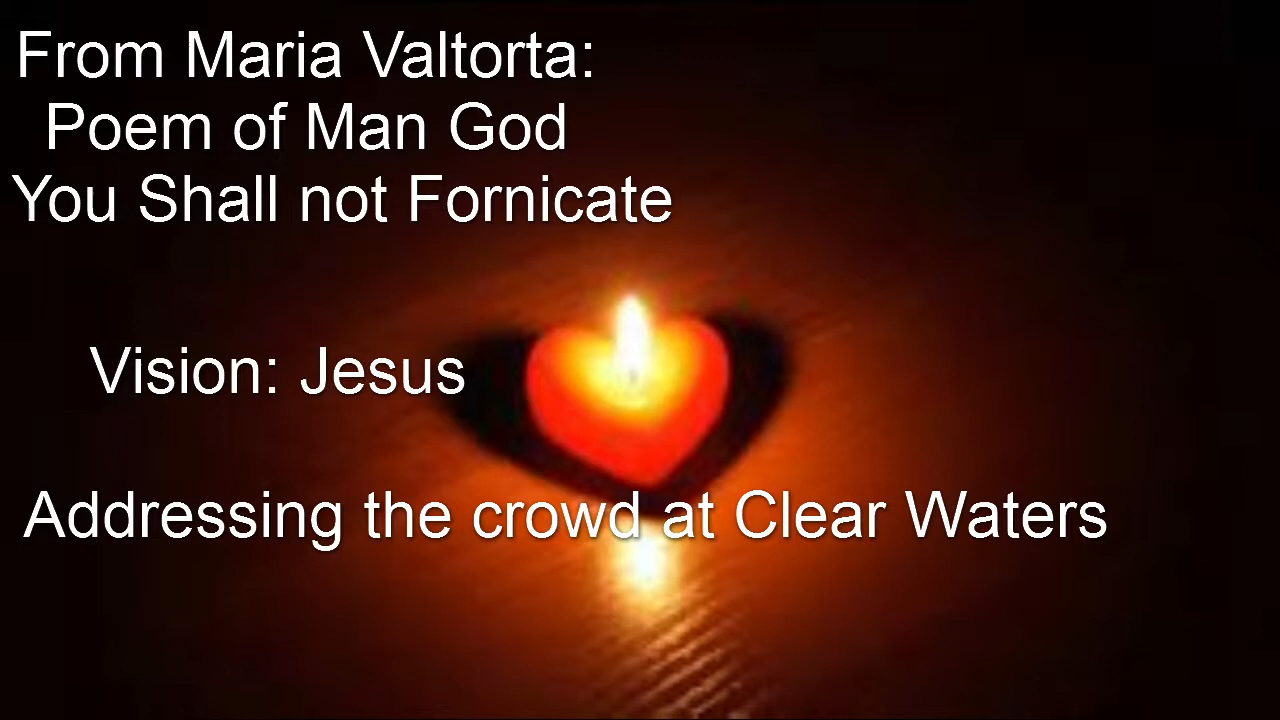 From Maria Valtorta:
Poem of Man God
You Shall not Fornicate
Vision: Jesus
Addressing the crowd at Clear Waters